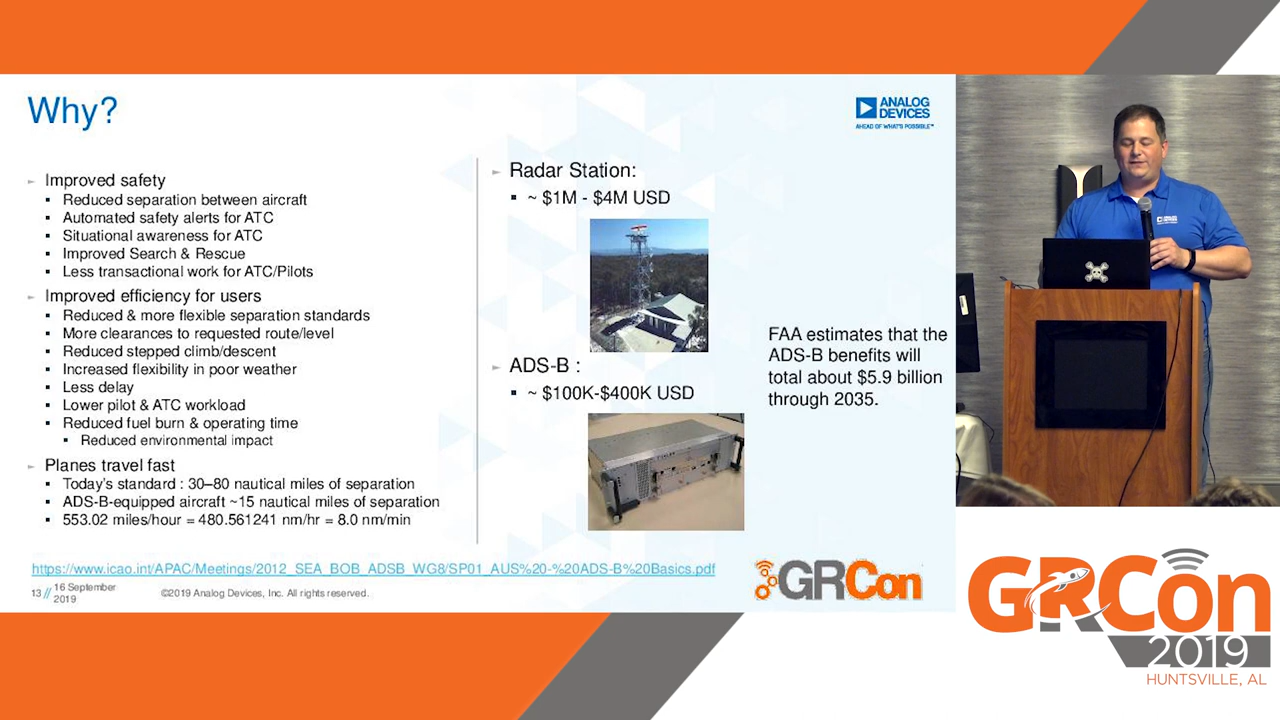 Why?
ANALOG
DEVICES
AHEAD OF WHAT'S POSSIBLE™
Improved safety
Reduced separation between aircraft
Automated safety alerts for ATC
Situational awareness for ATC
Improved Search & Rescue
Less transactional work for ATC/Pilots
Improved efficiency for users
Reduced & more flexible separation standards
More clearances to requested route/level
Reduced stepped climb/descent
Increased flexibility in poor weather
Less delay
Lower pilot & ATC workload
Reduced fuel burn & operating time
Reduced environmental impact
Planes travel fast
Today's standard : 30–80 nautical miles of separation
ADS-B-equipped aircraft ~15 nautical miles of separation
553.02 miles/hour = 480.561241 nm/hr = 8.0 nm/min
Radar Station:
~ $1M - $4M USD
ADS-B :
~ $100K-$400K USD
FAA estimates that the
ADS-B benefits will
total about $5.9 billion
through 2035.
https://www.icao.int/APAC/Meetings/2012_SEA_BOB_ADSB_WG8/SP01_AUS%20-%20ADS-B%20Basics.pdf
13 // 16 September
2019
©2019 Analog Devices, Inc. All rights reserved.
GRCon
ANALOG
DEVICES
GRCon
2019
HUNTSVILLE, AL